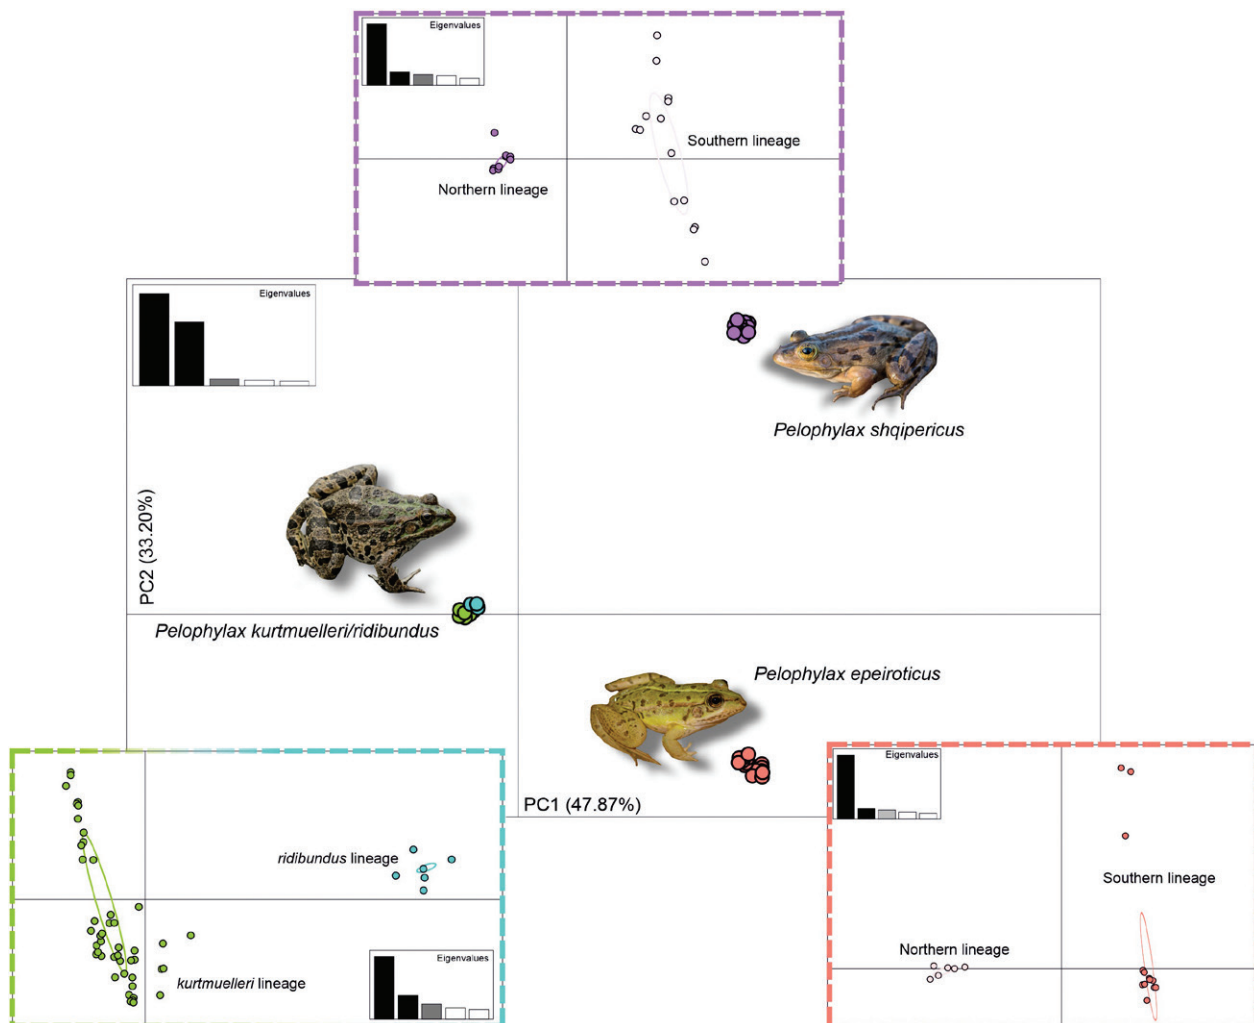 Eigenvalues
Southern lineage
Northern lineage
Eigenvalues
Pelophylax shqipericus
PC2 (33.20%)
Pelophylax kurtmuelleri/ridibundus
Pelophylax epeiroticus
PC1 (47.87%)
ridibundus lineage
kurtmuelleri lineage
Eigenvalues
Eigenvalues
Southern lineage
Northern lineage